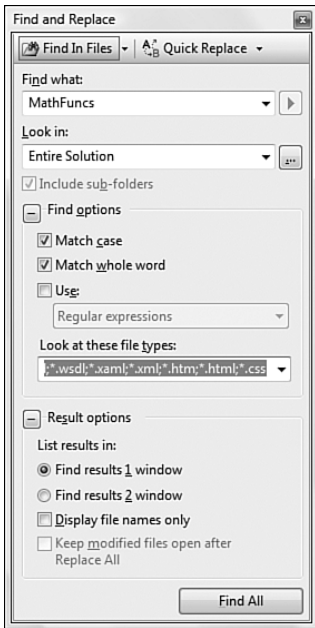 Find and Replace
Find In Files Quick Replace
Find what:
MathFuncs
Look in:
Entire Solution
...
Include sub-folders
Find options
Match case
Match whole word
Use:
Regular expressions
Look at these file types:
;*.wsdl;*.xaml;*.xml;*.htm;*.html;*.css
Result options
List results in:
Find results 1 window
Find results 2 window
Display file names only
Keep modified files open after
Replace All
Find All